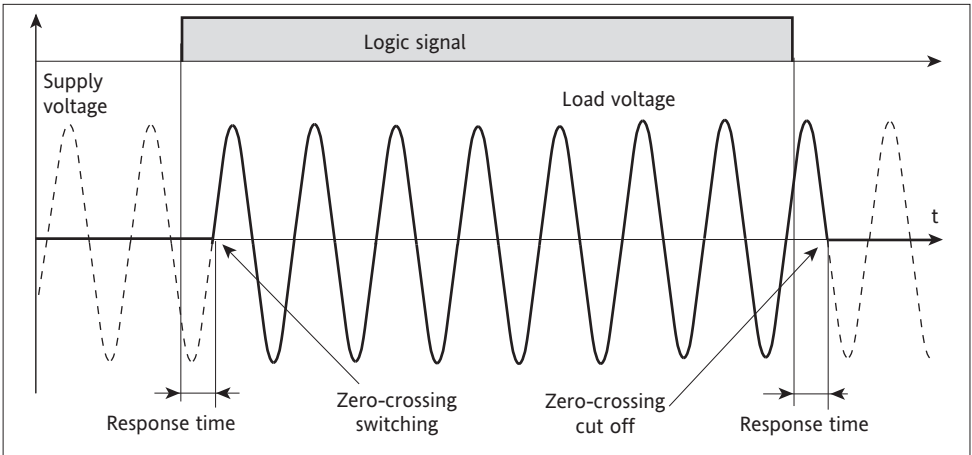 Logic signal
Supply
voltage
Load voltage
t
Zero-crossing
switching
Zero-crossing
cut off
Response time
Response time